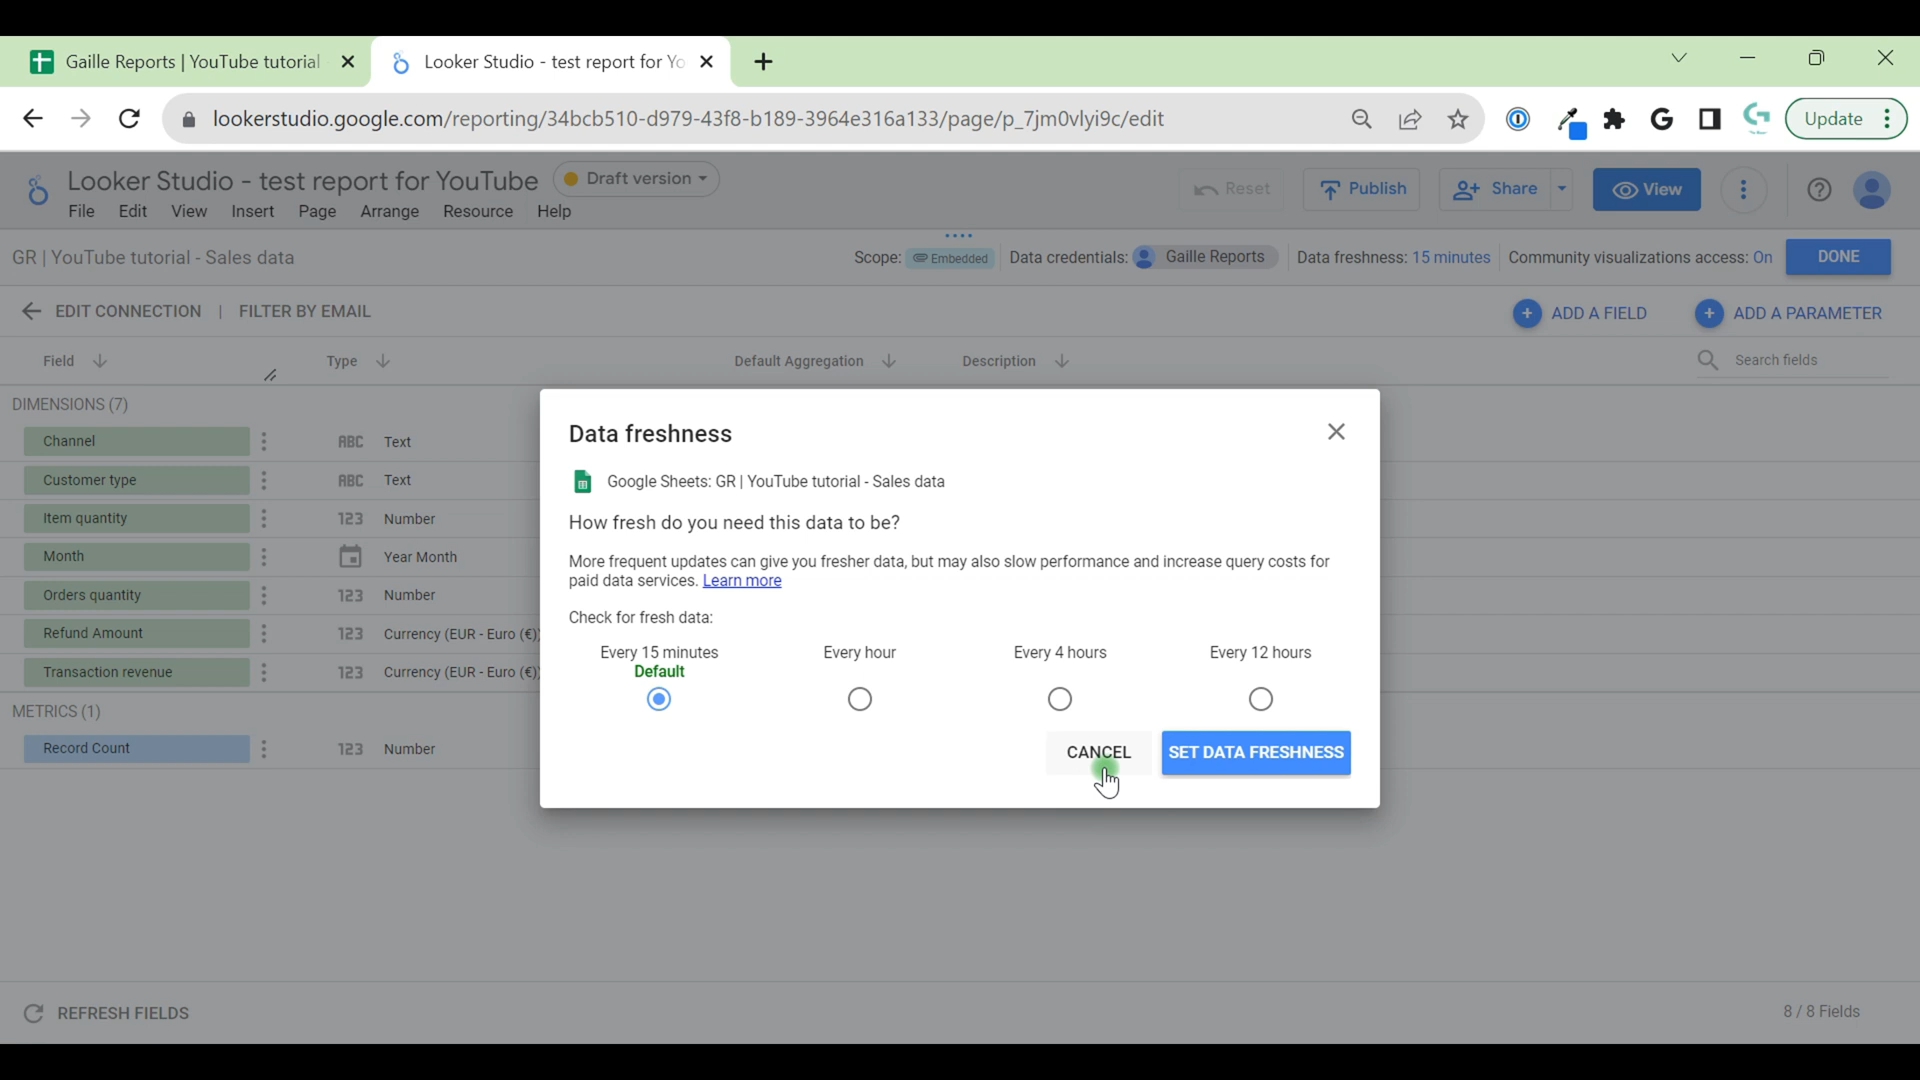 Gaille Reports | YouTube tutorial
Looker Studio - test report for Yo
lookerstudio.google.com/reporting/34bcb510-d979-43f8-b189-3964e316a133/page/p_7jm0vlyi9c/edit
Update
Looker Studio - test report for YouTube
Draft version
Reset
Publish
Share
View
File Edit View Insert Page Arrange Resource Help
GR | YouTube tutorial - Sales data
Scope: Embedded
Data credentials: Gaille Reports
Data freshness: 15 minutes
Community visualizations access: On
DONE
EDIT CONNECTION | FILTER BY EMAIL
ADD A FIELD
ADD A PARAMETER
Field Type Default Aggregation Description Search fields
DIMENSIONS (7)
Channel ABC Text
Customer type ABC Text
Item quantity 123 Number
Month Year Month
Orders quantity 123 Number
Refund Amount 123 Currency (EUR - Euro (€))
Transaction revenue 123 Currency (EUR - Euro (€))
METRICS (1)
Record Count 123 Number
Data freshness
Google Sheets: GR | YouTube tutorial - Sales data
How fresh do you need this data to be?
More frequent updates can give you fresher data, but may also slow performance and increase query costs for
paid data services. Learn more
Check for fresh data:
Every 15 minutes Every hour Every 4 hours Every 12 hours
Default
CANCEL SET DATA FRESHNESS
REFRESH FIELDS
8 / 8 Fields